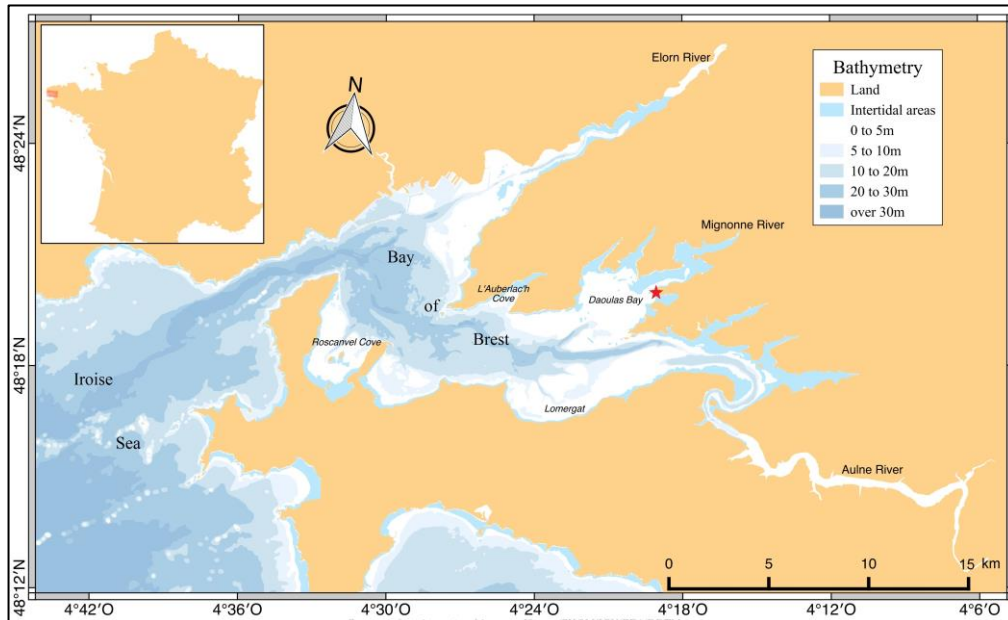 N
Elorn River
Bathymetry
Land
Intertidal areas
0 to 5m
5 to 10m
10 to 20m
20 to 30m
over 30m
48°24′N
Mignonne River
Bay
L'Auberlac'h
Cove
Daoulas Bay
of
Roscanvel Cove
Brest
48°18′N
Iroise
Lomergat
Sea
Aulne River
0 5 10 15 km
48°12′N
4°42′O 4°36′O 4°30′O 4°24′O 4°18′O 4°12′O 4°6′O